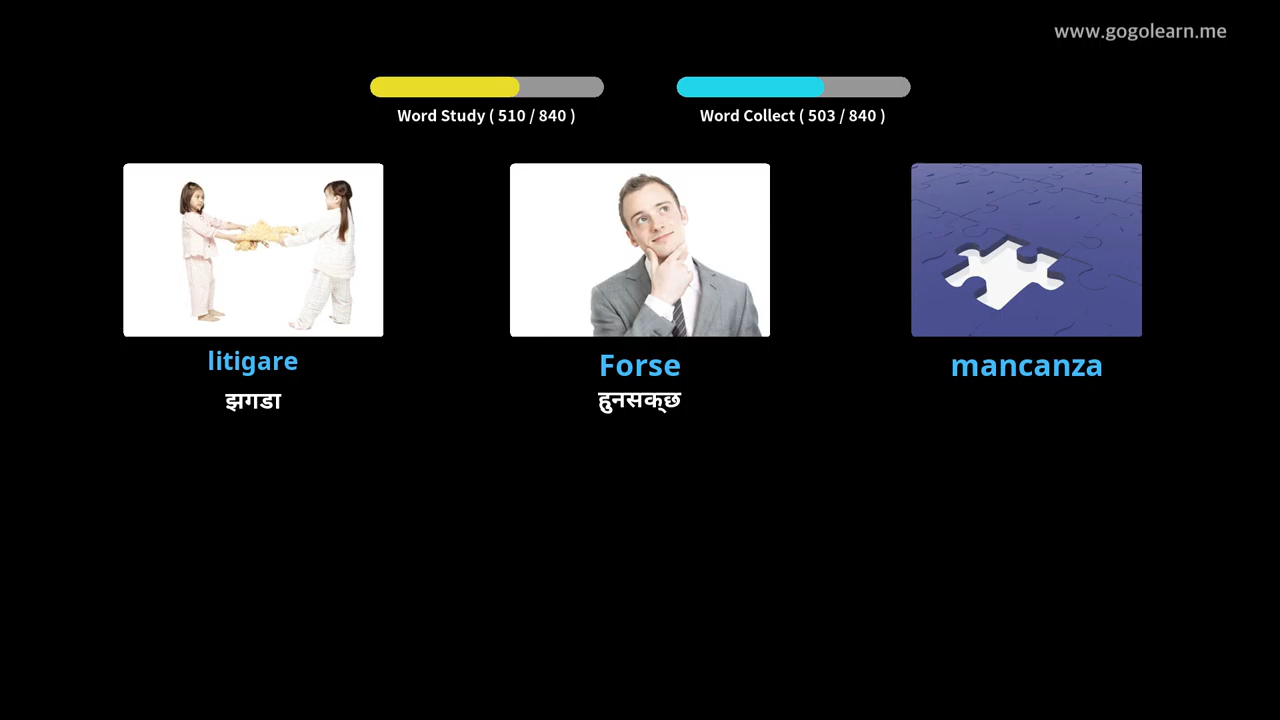 www.gogolearn.me
Word Study ( 510 / 840 )
Word Collect ( 503 / 840 )
litigare
झगडा
Forse
हुनसक्छ
mancanza